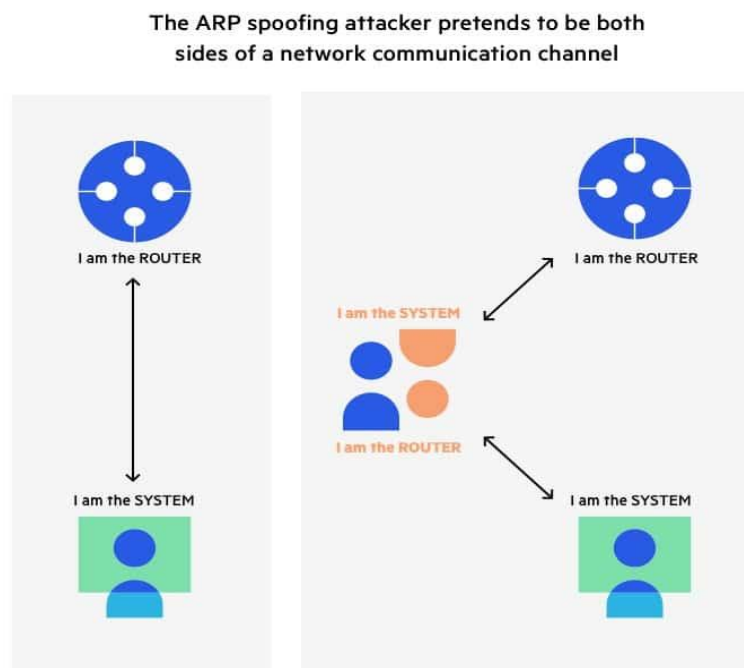 The ARP spoofing attacker pretends to be both
sides of a network communication channel
I am the ROUTER
I am the SYSTEM
I am the ROUTER
I am the SYSTEM
I am the ROUTER
I am the SYSTEM